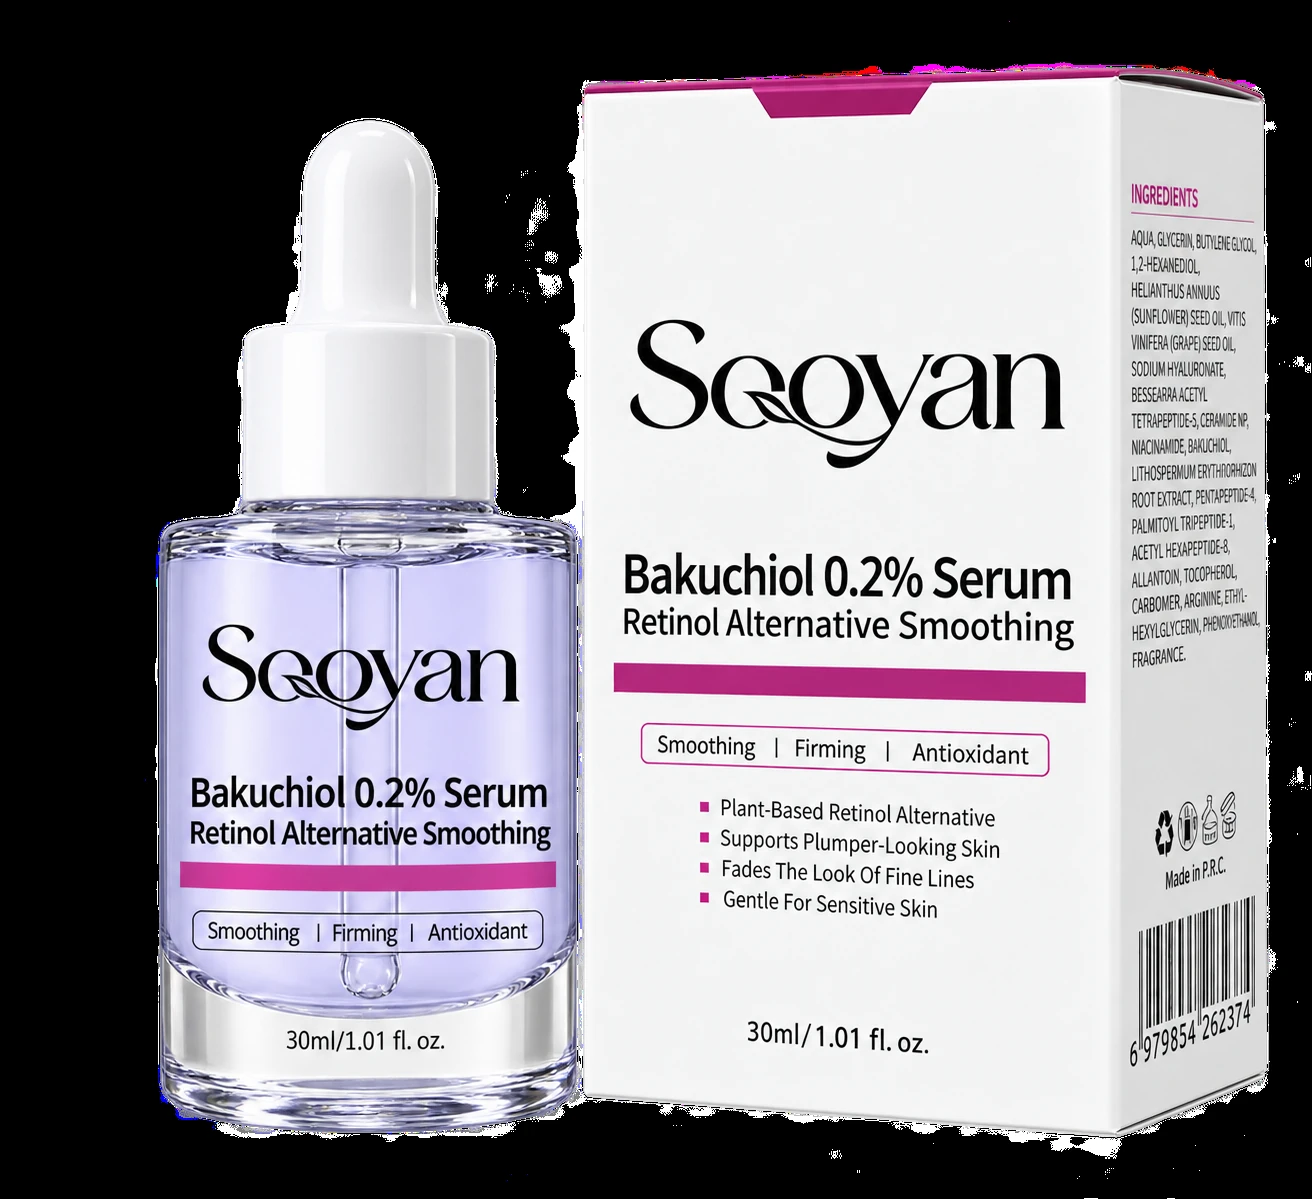 Seoyan
Bakuchiol 0.2% Serum
Retinol Alternative Smoothing
Smoothing | Firming | Antioxidant
30ml/1.01 fl. oz.
Seoyan
Bakuchiol 0.2% Serum
Retinol Alternative Smoothing
Smoothing | Firming | Antioxidant
Plant-Based Retinol Alternative
Supports Plumper-Looking Skin
Fades The Look Of Fine Lines
Gentle For Sensitive Skin
30ml/1.01 fl. oz.
INGREDIENTS
AQUA, GLYCERIN, BUTYLENE GLYCOL,
1,2-HEXANEDIOL,
HELIANTHUS ANNUUS
(SUNFLOWER) SEED OIL, VITIS
VINIFERA (GRAPE) SEED OIL,
SODIUM HYALURONATE,
BESSEARRA ACETYL
TETRAPEPTIDE-5, CERAMIDE NP,
NIACINAMIDE, BAKUCHIOL,
LITHOSPERMUM ERYTHRORHIZON
ROOT EXTRACT, PENTAPEPTIDE-4,
PALMITOYL TRIPEPTIDE-1,
ACETYL HEXAPEPTIDE-8,
ALLANTOIN, TOCOPHEROL,
CARBOMER, ARGININE, ETHYL-
HEXYLGLYCERIN, PHENOXYETHANOL,
FRAGRANCE.
Made in P.R.C.
6 979854 262374